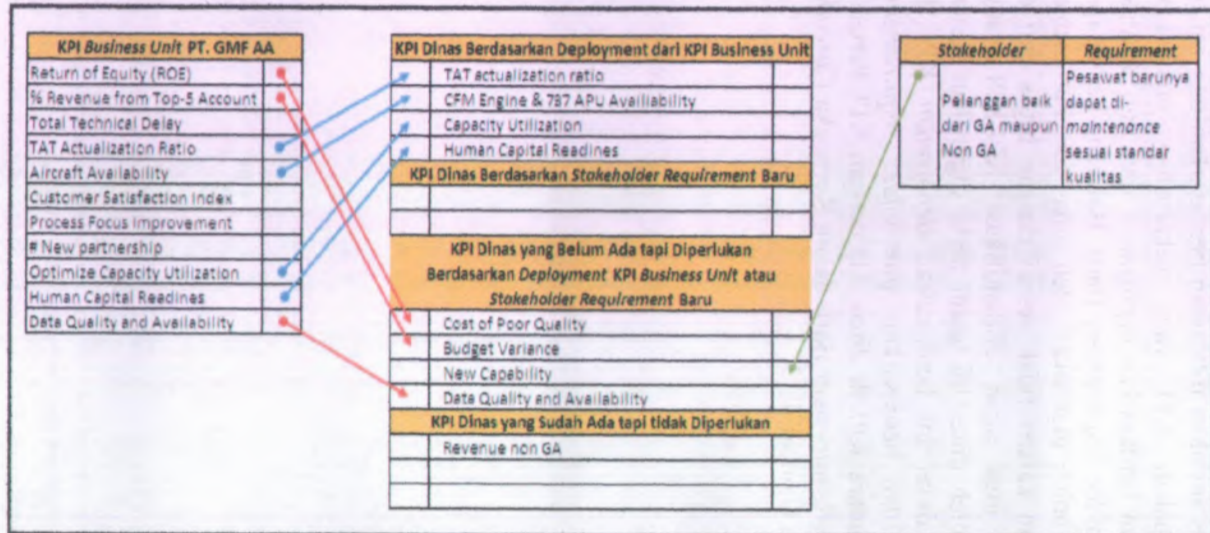 KPI Business Unit PT. GMF AA
Return of Equity (ROE)
% Revenue from Top-5 Account
Total Technical Delay
TAT Actualization Ratio
Aircraft Availability
Customer Satisfaction Index
Process Focus Improvement
# New partnership
Optimize Capacity Utilization
Human Capital Readines
Data Quality and Availability
KPI Dinas Berdasarkan Deployment dari KPI Business Unit
TAT actualization ratio
CFM Engine & 737 APU Availiability
Capacity Utilization
Human Capital Readines
KPI Dinas Berdasarkan Stakeholder Requirement Baru
KPI Dinas yang Belum Ada tapi Diperlukan
Berdasarkan Deployment KPI Business Unit atau
Stakeholder Requirement Baru
Cost of Poor Quality
Budget Variance
New Capability
Data Quality and Availability
KPI Dinas yang Sudah Ada tapi tidak Diperlukan
Revenue non GA
Stakeholder Requirement
Pelanggan baik
dari GA maupun
Non GA
Pesawat barunya
dapat di-
maintenance
sesuai standar
kualitas